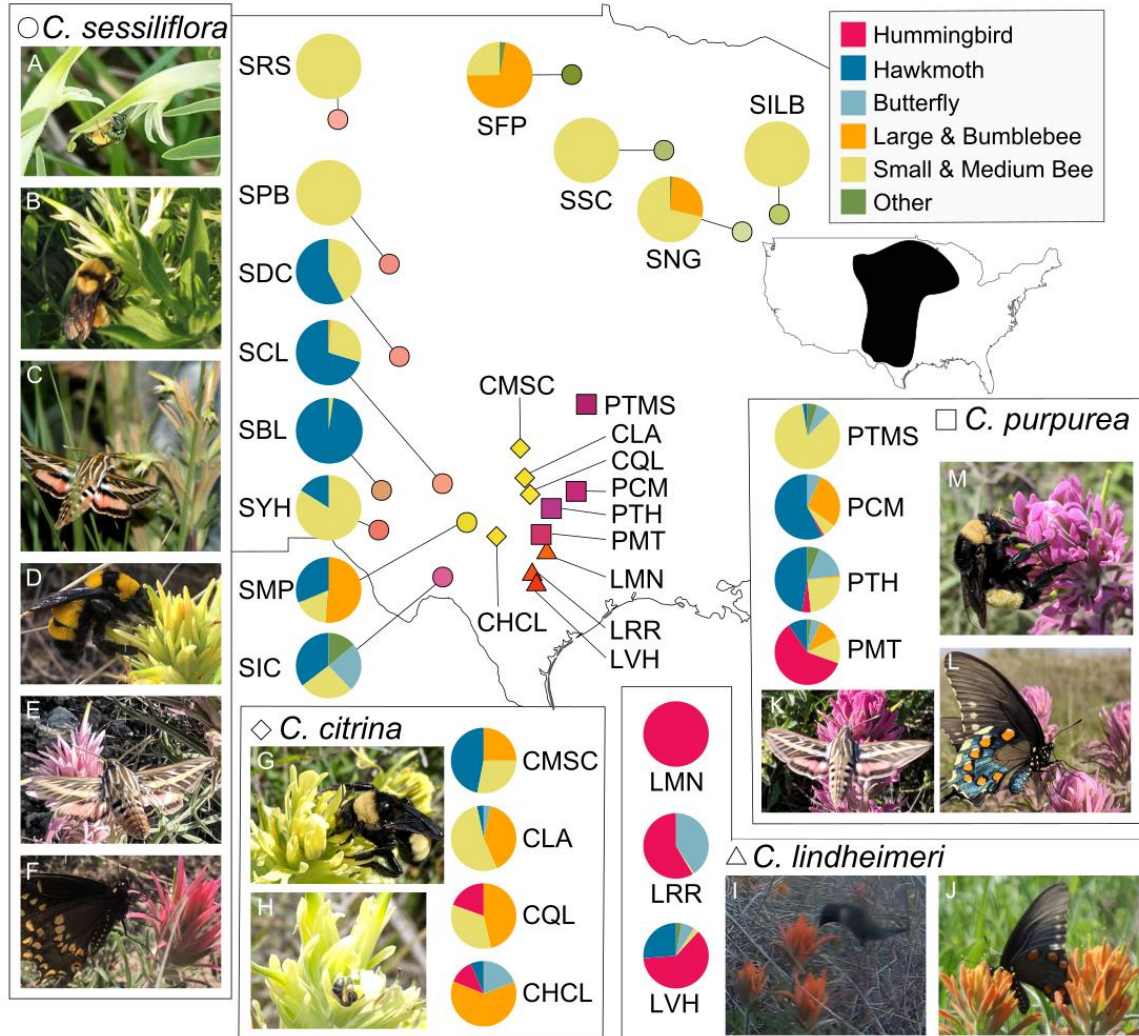 C. sessiliflora
A
B
C
D
E
F
SRS
SPB
SDC
SCL
SBL
SYH
SMP
SIC
SFP
SSC
SNG
SILB
Hummingbird
Hawkmoth
Butterfly
Large & Bumblebee
Small & Medium Bee
Other
CMSC
PTMS
CLA
CQL
PCM
PTH
PMT
LMN
CHCL
LRR
LVH
C. citrina
G
H
CMSC
CLA
CQL
CHCL
LMN
LRR
LVH
C. purpurea
PTMS
PCM
PTH
PMT
M
K
L
C. lindheimeri
I
J